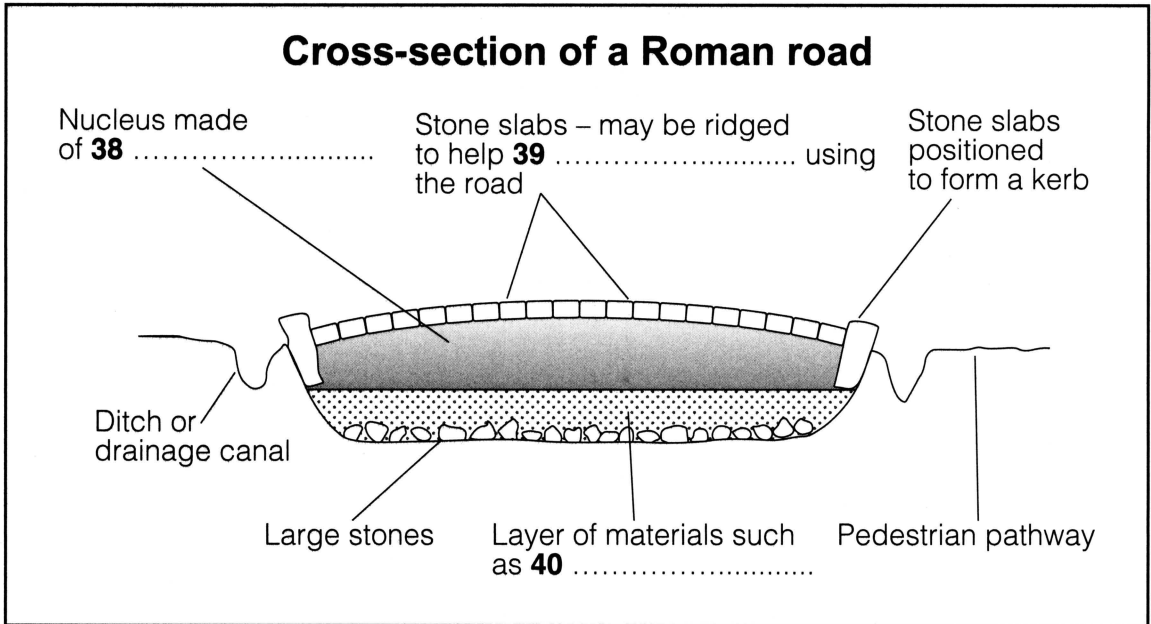 Cross-section of a Roman road
Nucleus made
of 38 ............................
Stone slabs – may be ridged
to help 39 ............................ using
the road
Stone slabs
positioned
to form a kerb
Ditch or
drainage canal
Large stones
Layer of materials such
as 40 ............................
Pedestrian pathway